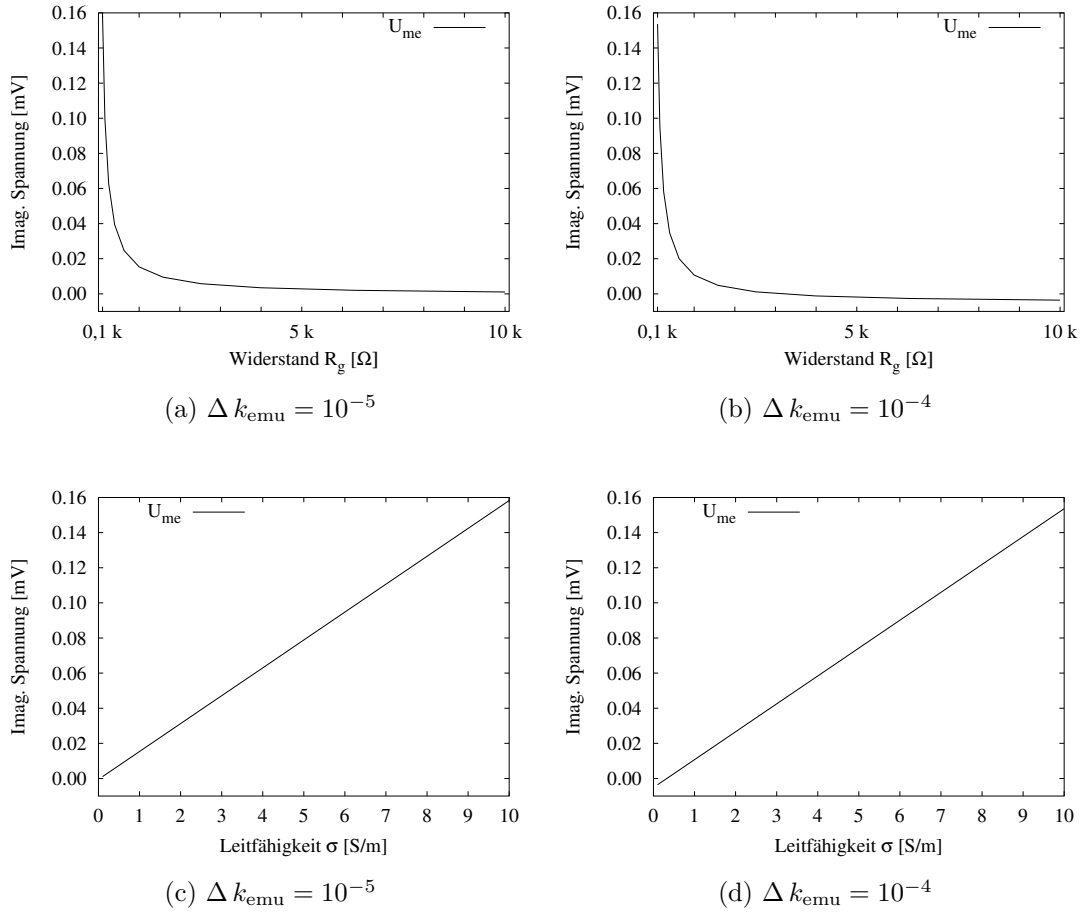 0.16
0.14
0.12
0.10
0.08
0.06
0.04
0.02
0.00
Imag. Spannung [mV]
U_me
0,1 k 5 k 10 k
Widerstand R_g [Ω]
(a) Δ k_emu = 10^−5
0.16
0.14
0.12
0.10
0.08
0.06
0.04
0.02
0.00
Imag. Spannung [mV]
U_me
0,1 k 5 k 10 k
Widerstand R_g [Ω]
(b) Δ k_emu = 10^−4
0.16
0.14
0.12
0.10
0.08
0.06
0.04
0.02
0.00
Imag. Spannung [mV]
U_me
0 1 2 3 4 5 6 7 8 9 10
Leitfähigkeit σ [S/m]
(c) Δ k_emu = 10^−5
0.16
0.14
0.12
0.10
0.08
0.06
0.04
0.02
0.00
Imag. Spannung [mV]
U_me
0 1 2 3 4 5 6 7 8 9 10
Leitfähigkeit σ [S/m]
(d) Δ k_emu = 10^−4